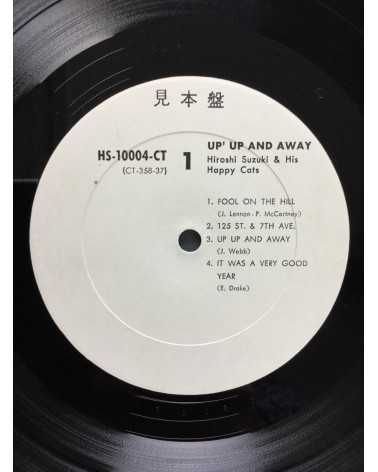 見本盤
HS-10004-CT
(CT-358-37)
1
UP' UP AND AWAY
Hiroshi Suzuki & His
Happy Cats
1. FOOL ON THE HILL
(J. Lennon - P. McCartney)
2. 125 ST. & 7TH AVE.
3. UP UP AND AWAY
(J. Webb)
4. IT WAS A VERY GOOD
YEAR
(E. Drake)